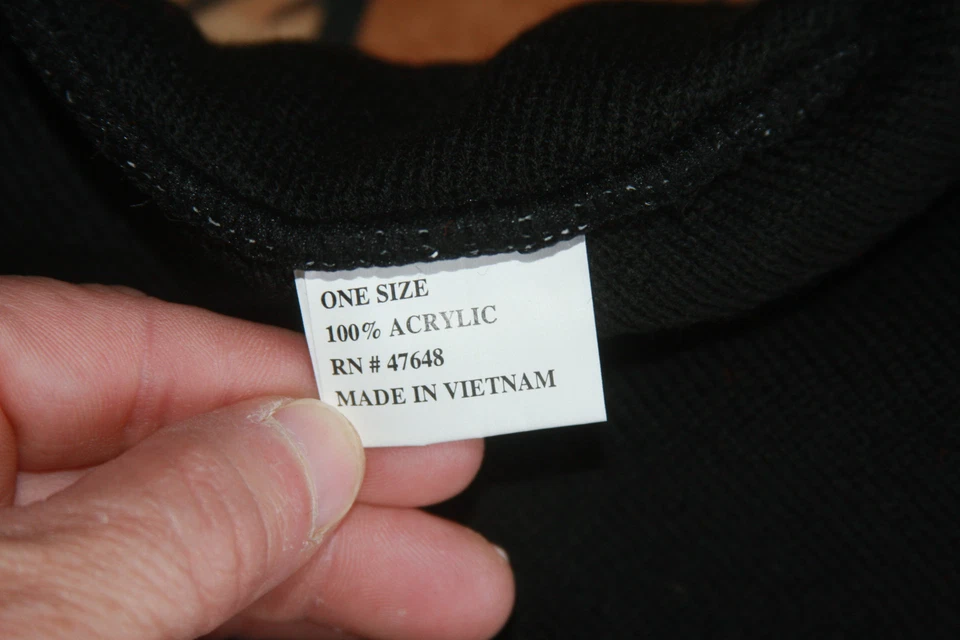 ONE SIZE
100% ACRYLIC
RN # 47648
MADE IN VIETNAM